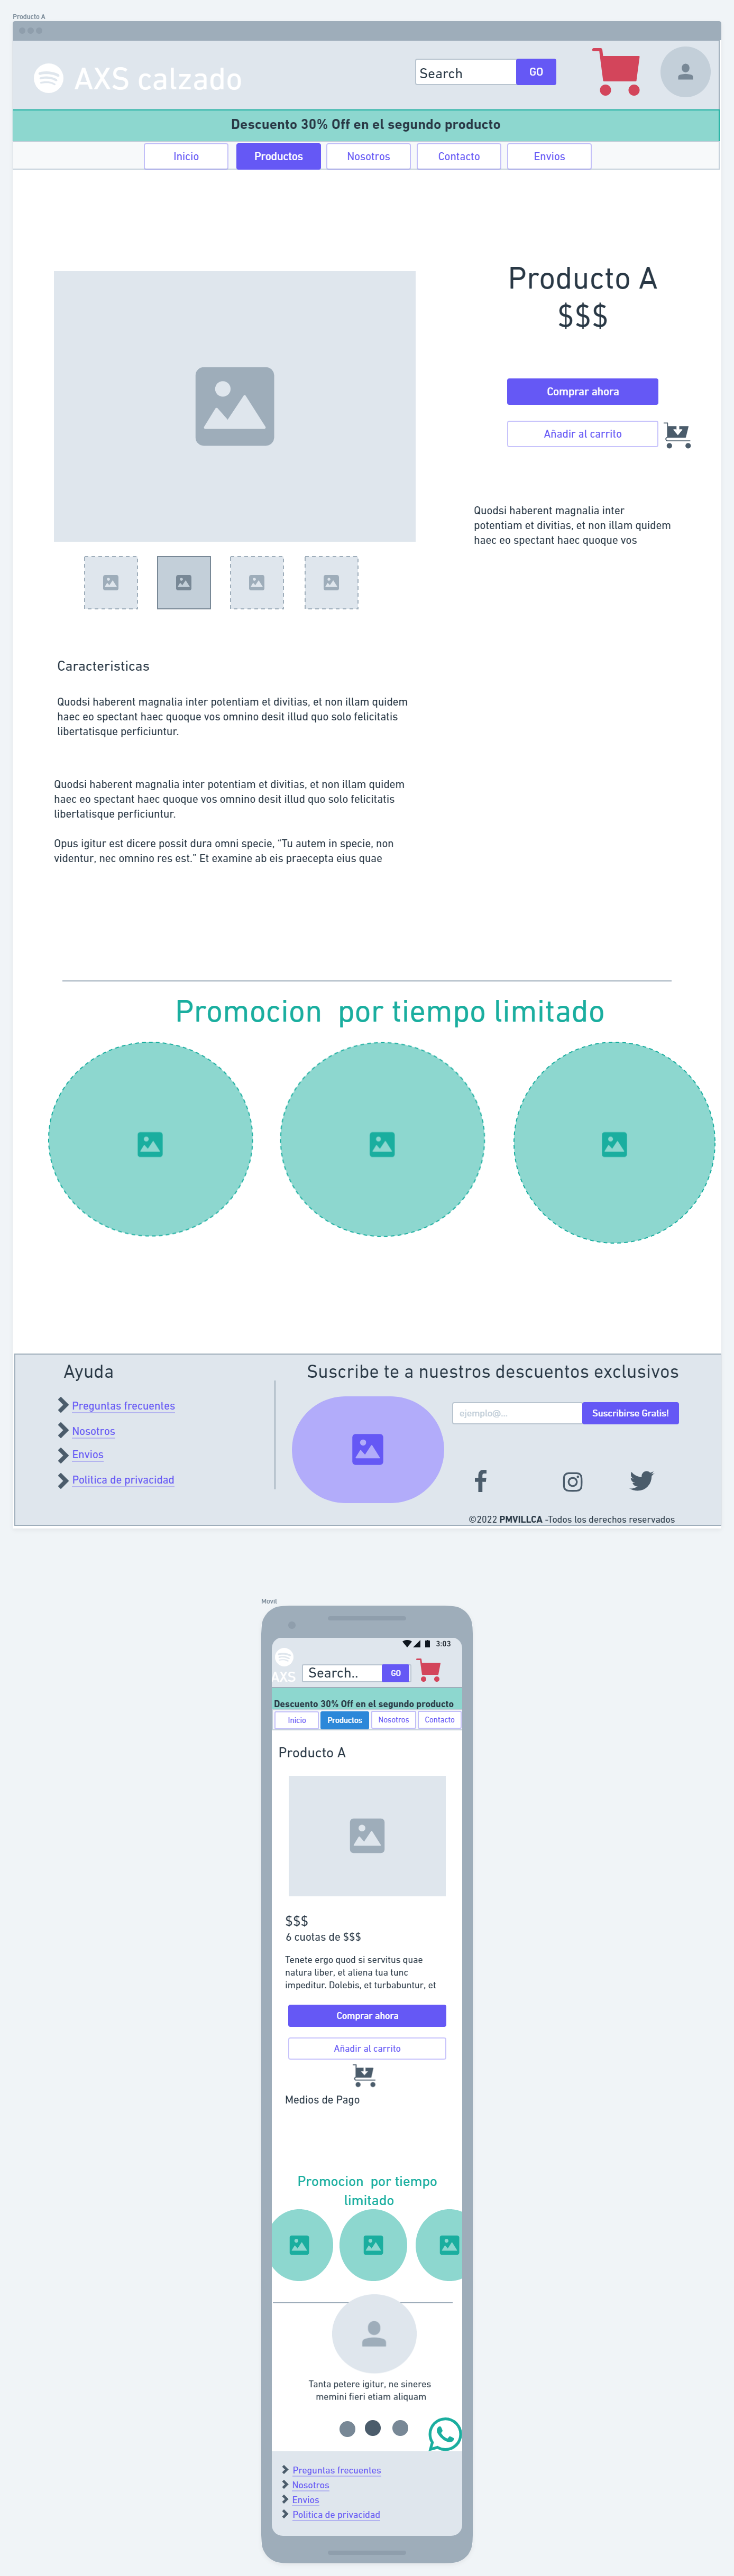 Producto A
AXS calzado
Search
GO
Descuento 30% Off en el segundo producto
Inicio
Productos
Nosotros
Contacto
Envios
Producto A
$$$
Comprar ahora
Añadir al carrito
Quodsi haberent magnalia inter
potentiam et divitias, et non illam quidem
haec eo spectant haec quoque vos
Caracteristicas
Quodsi haberent magnalia inter potentiam et divitias, et non illam quidem
haec eo spectant haec quoque vos omnino desit illud quo solo felicitatis
libertatisque perficiuntur.
Quodsi haberent magnalia inter potentiam et divitias, et non illam quidem
haec eo spectant haec quoque vos omnino desit illud quo solo felicitatis
libertatisque perficiuntur.
Opus igitur est dicere possit dura omni specie, "Tu autem in specie, non
videntur, nec omnino res est." Et examine ab eis praecepta eius quae
Promocion por tiempo limitado
Ayuda
Preguntas frecuentes
Nosotros
Envios
Politica de privacidad
Suscribe te a nuestros descuentos exclusivos
ejemplo@...
Suscribirse Gratis!
©2022 PMVILLCA -Todos los derechos reservados
Movil
3:03
AXS
Search..
GO
Descuento 30% Off en el segundo producto
Inicio
Productos
Nosotros
Contacto
Producto A
$$$
6 cuotas de $$$
Tenete ergo quod si servitus quae
natura liber, et aliena tua tunc
impeditur. Dolebis, et turbabuntur, et
Comprar ahora
Añadir al carrito
Medios de Pago
Promocion por tiempo
limitado
Tanta petere igitur, ne sineres
memini fieri etiam aliquam
Preguntas frecuentes
Nosotros
Envios
Politica de privacidad